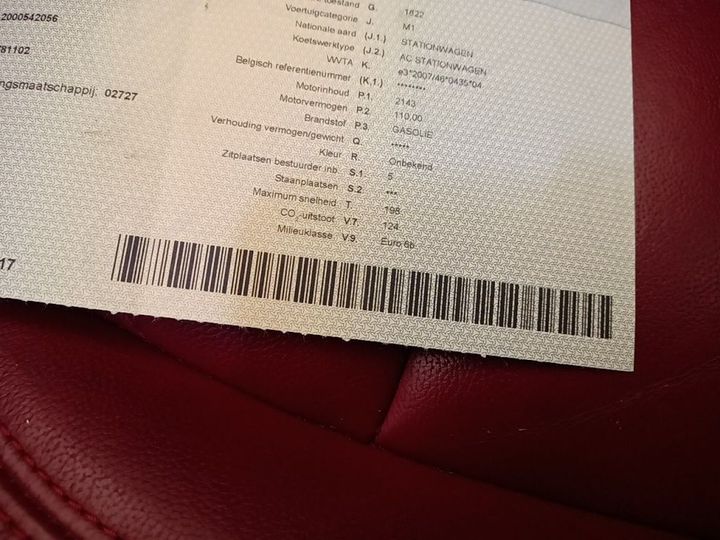 toestand G. 1822
2000542056
Voertuigcategorie J. M1
Nationale aard (J.1.) STATIONWAGEN
781102
Koetswerktype (J.2.) AC STATIONWAGEN
WVTA K. e3*2007/46*0435*04
ngsmaatschappij. 02727
Belgisch referentienummer (K.1.) ********
Motorinhoud P.1. 2143
Motorvermogen P.2. 110,00
Brandstof P.3. GASOLIE
Verhouding vermogen/gewicht Q. *****
Kleur R. Onbekend
Zitplaatsen bestuurder inb. S.1. 5
Staanplaatsen S.2. ***
Maximum snelheid T. 198
CO₂-uitstoot V.7. 124
Milieuklasse V.9. Euro 6b
17